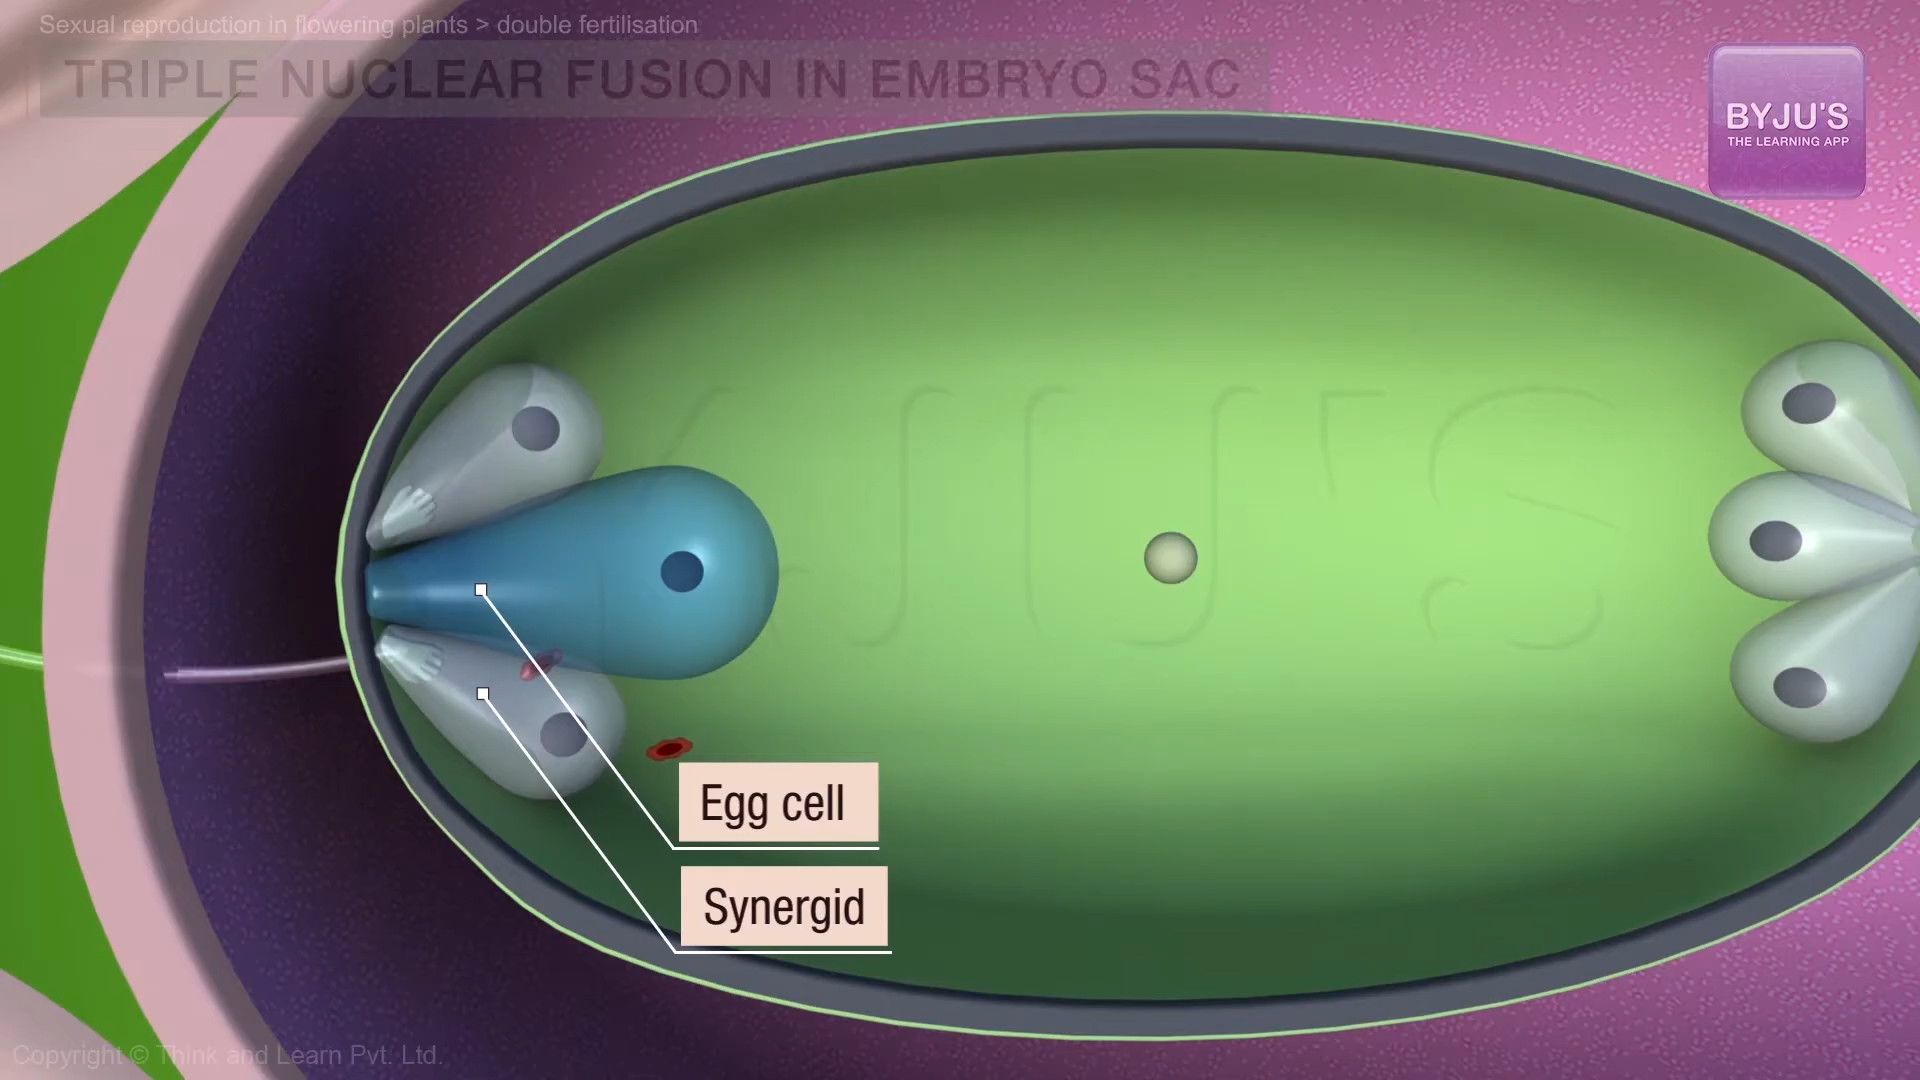 Sexual reproduction in flowering plants > double fertilisation
TRIPLE NUCLEAR FUSION IN EMBRYO SAC
BYJU'S
THE LEARNING APP
Egg cell
Synergid
Copyright © Think and Learn Pvt. Ltd.